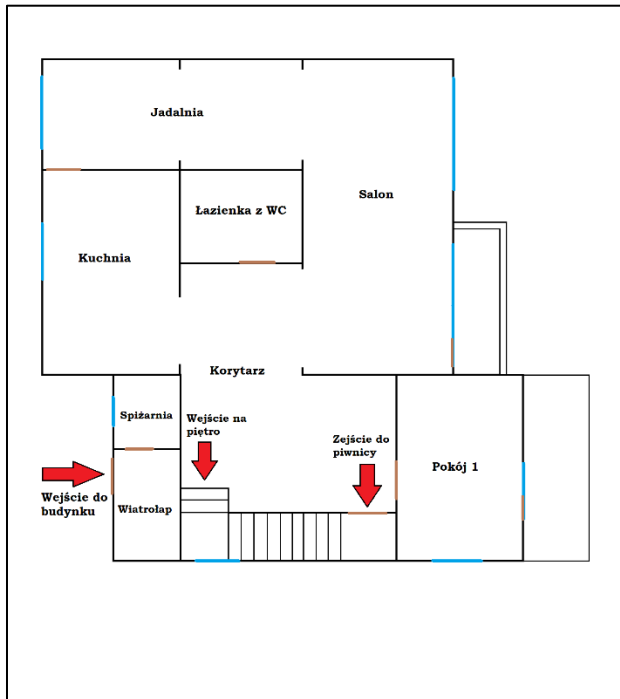 Jadalnia
Łazienka z WC
Salon
Kuchnia
Korytarz
Spiżarnia
Wejście na
piętro
Zejście do
piwnicy
Pokój 1
Wejście do
budynku
Wiatrołap